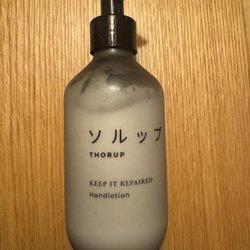 ソルップ
THORUP
KEEP IT REPAIRED
Handlotion